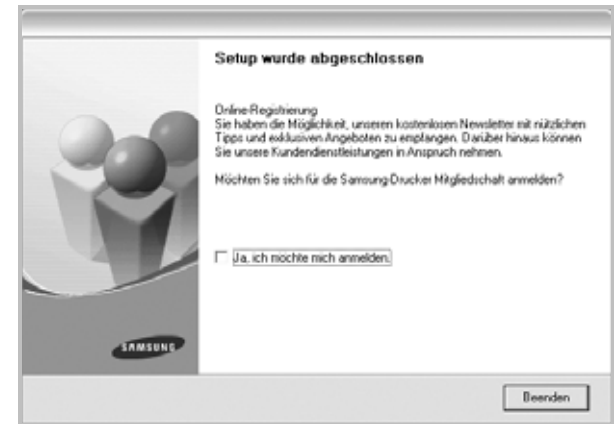 Setup wurde abgeschlossen
Online-Registrierung
Sie haben die Möglichkeit, unseren kostenlosen Newsletter mit nützlichen
Tipps und exklusiven Angeboten zu empfangen. Darüber hinaus können
Sie unsere Kundendienstleistungen in Anspruch nehmen.
Möchten Sie sich für die Samsung-Drucker Mitgliedschaft anmelden?
Ja, ich möchte mich anmelden.
SAMSUNG
Beenden